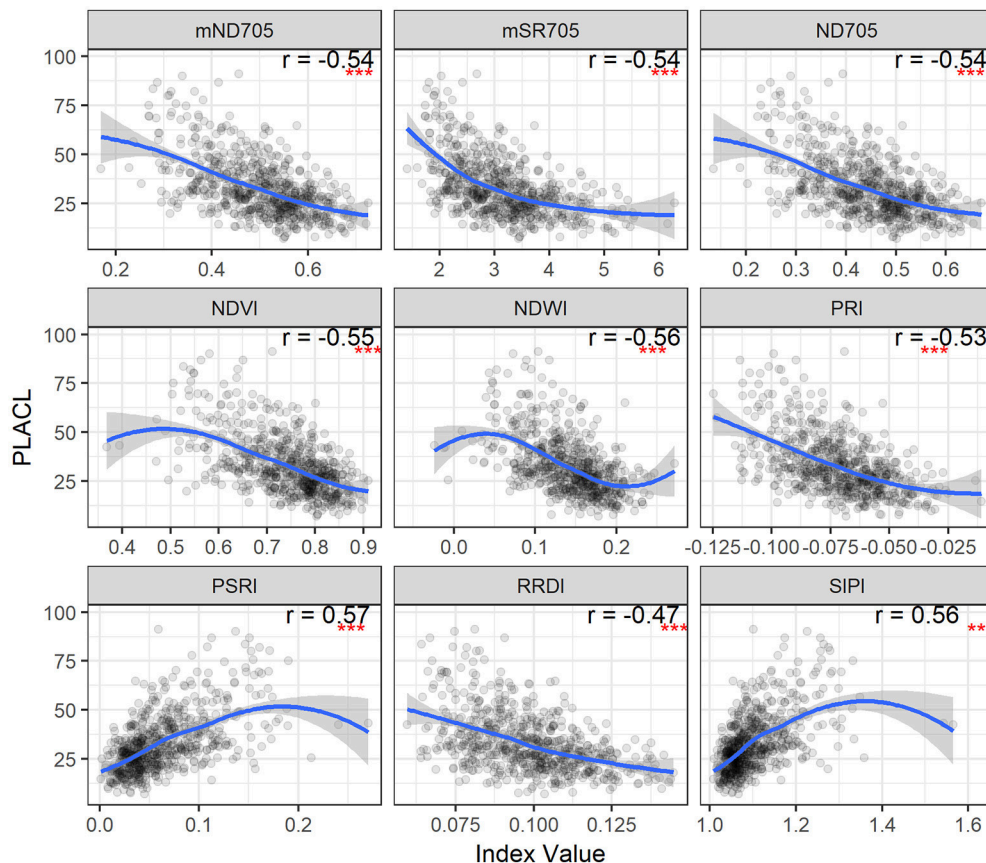 mND705 mSR705 ND705
r = -0.54 r = -0.54 r = -0.54
*** *** ***
100
75
50
25
0.2 0.4 0.6 2 3 4 5 6 0.2 0.3 0.4 0.5 0.6
NDVI NDWI PRI
r = -0.55 r = -0.56 r = -0.53
*** *** ***
100
75
50
25
PLACL
0.4 0.5 0.6 0.7 0.8 0.9 0.0 0.1 0.2 -0.125 -0.100 -0.075 -0.050 -0.025
PSRI RRDI SIPI
r = 0.57 r = -0.47 r = 0.56
*** *** **
100
75
50
25
0.0 0.1 0.2 0.075 0.100 0.125 1.0 1.2 1.4 1.6
Index Value